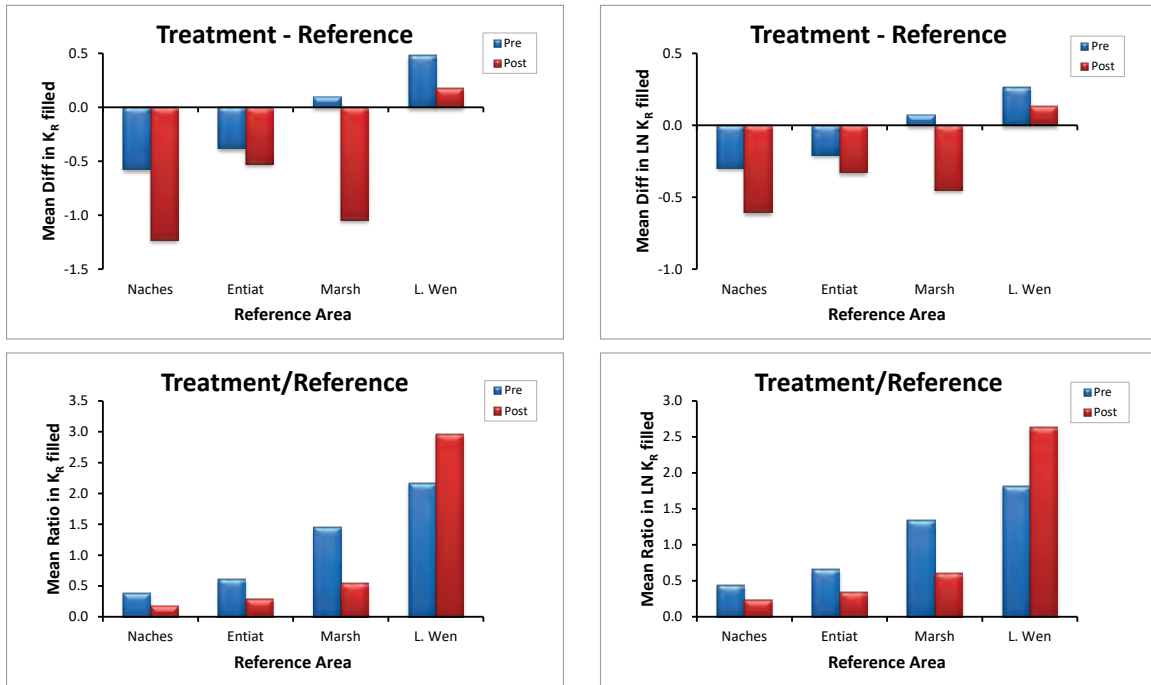 Treatment - Reference
Pre
Post
Mean Diff in K_R filled
0.5
0.0
-0.5
-1.0
-1.5
Naches Entiat Marsh L. Wen
Reference Area
Treatment - Reference
Pre
Post
Mean Diff in LN K_R filled
0.5
0.0
-0.5
-1.0
Naches Entiat Marsh L. Wen
Reference Area
Treatment/Reference
Pre
Post
Mean Ratio in K_R filled
3.5
3.0
2.5
2.0
1.5
1.0
0.5
0.0
Naches Entiat Marsh L. Wen
Reference Area
Treatment/Reference
Pre
Post
Mean Ratio in LN K_R filled
3.0
2.5
2.0
1.5
1.0
0.5
0.0
Naches Entiat Marsh L. Wen
Reference Area